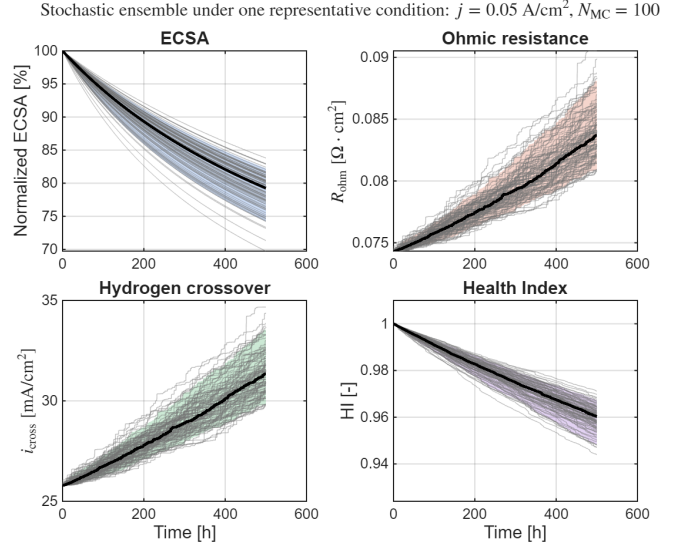 Stochastic ensemble under one representative condition: j = 0.05 A/cm², N_MC = 100
ECSA
Normalized ECSA [%]
100
95
90
85
80
75
70
0 200 400 600
Ohmic resistance
R_ohm [Ω · cm²]
0.09
0.085
0.08
0.075
0 200 400 600
Hydrogen crossover
i_cross [mA/cm²]
35
30
25
0 200 400 600
Time [h]
Health Index
HI [-]
1
0.98
0.96
0.94
0 200 400 600
Time [h]